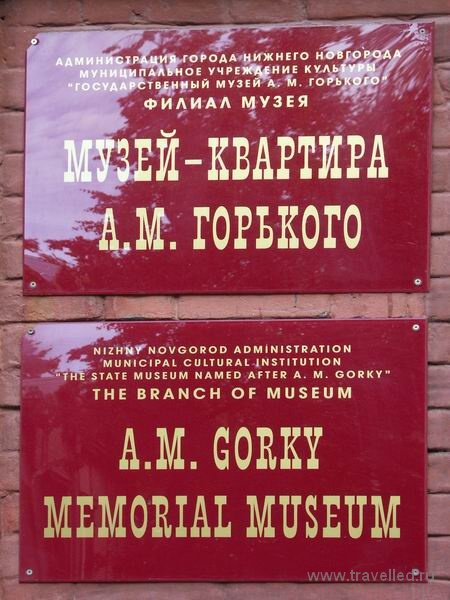 АДМИНИСТРАЦИЯ ГОРОДА НИЖНЕГО НОВГОРОДА
МУНИЦИПАЛЬНОЕ УЧРЕЖДЕНИЕ КУЛЬТУРЫ
"ГОСУДАРСТВЕННЫЙ МУЗЕЙ А. М. ГОРЬКОГО"
ФИЛИАЛ МУЗЕЯ
МУЗЕЙ-КВАРТИРА
А.М. ГОРЬКОГО
NIZHNY NOVGOROD ADMINISTRATION
MUNICIPAL CULTURAL INSTITUTION
"THE STATE MUSEUM NAMED AFTER A. M. GORKY"
THE BRANCH OF MUSEUM
A.M. GORKY
MEMORIAL MUSEUM
www.travelled.ru